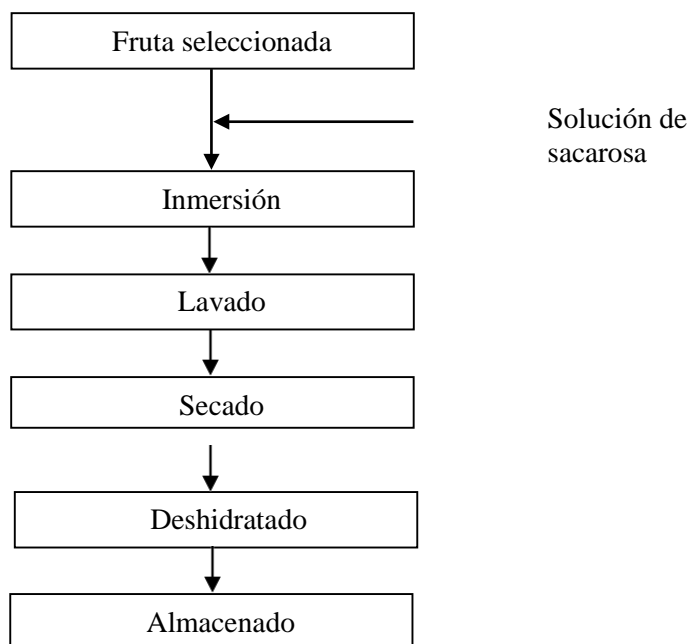 Fruta seleccionada
Solución de
sacarosa
Inmersión
Lavado
Secado
Deshidratado
Almacenado